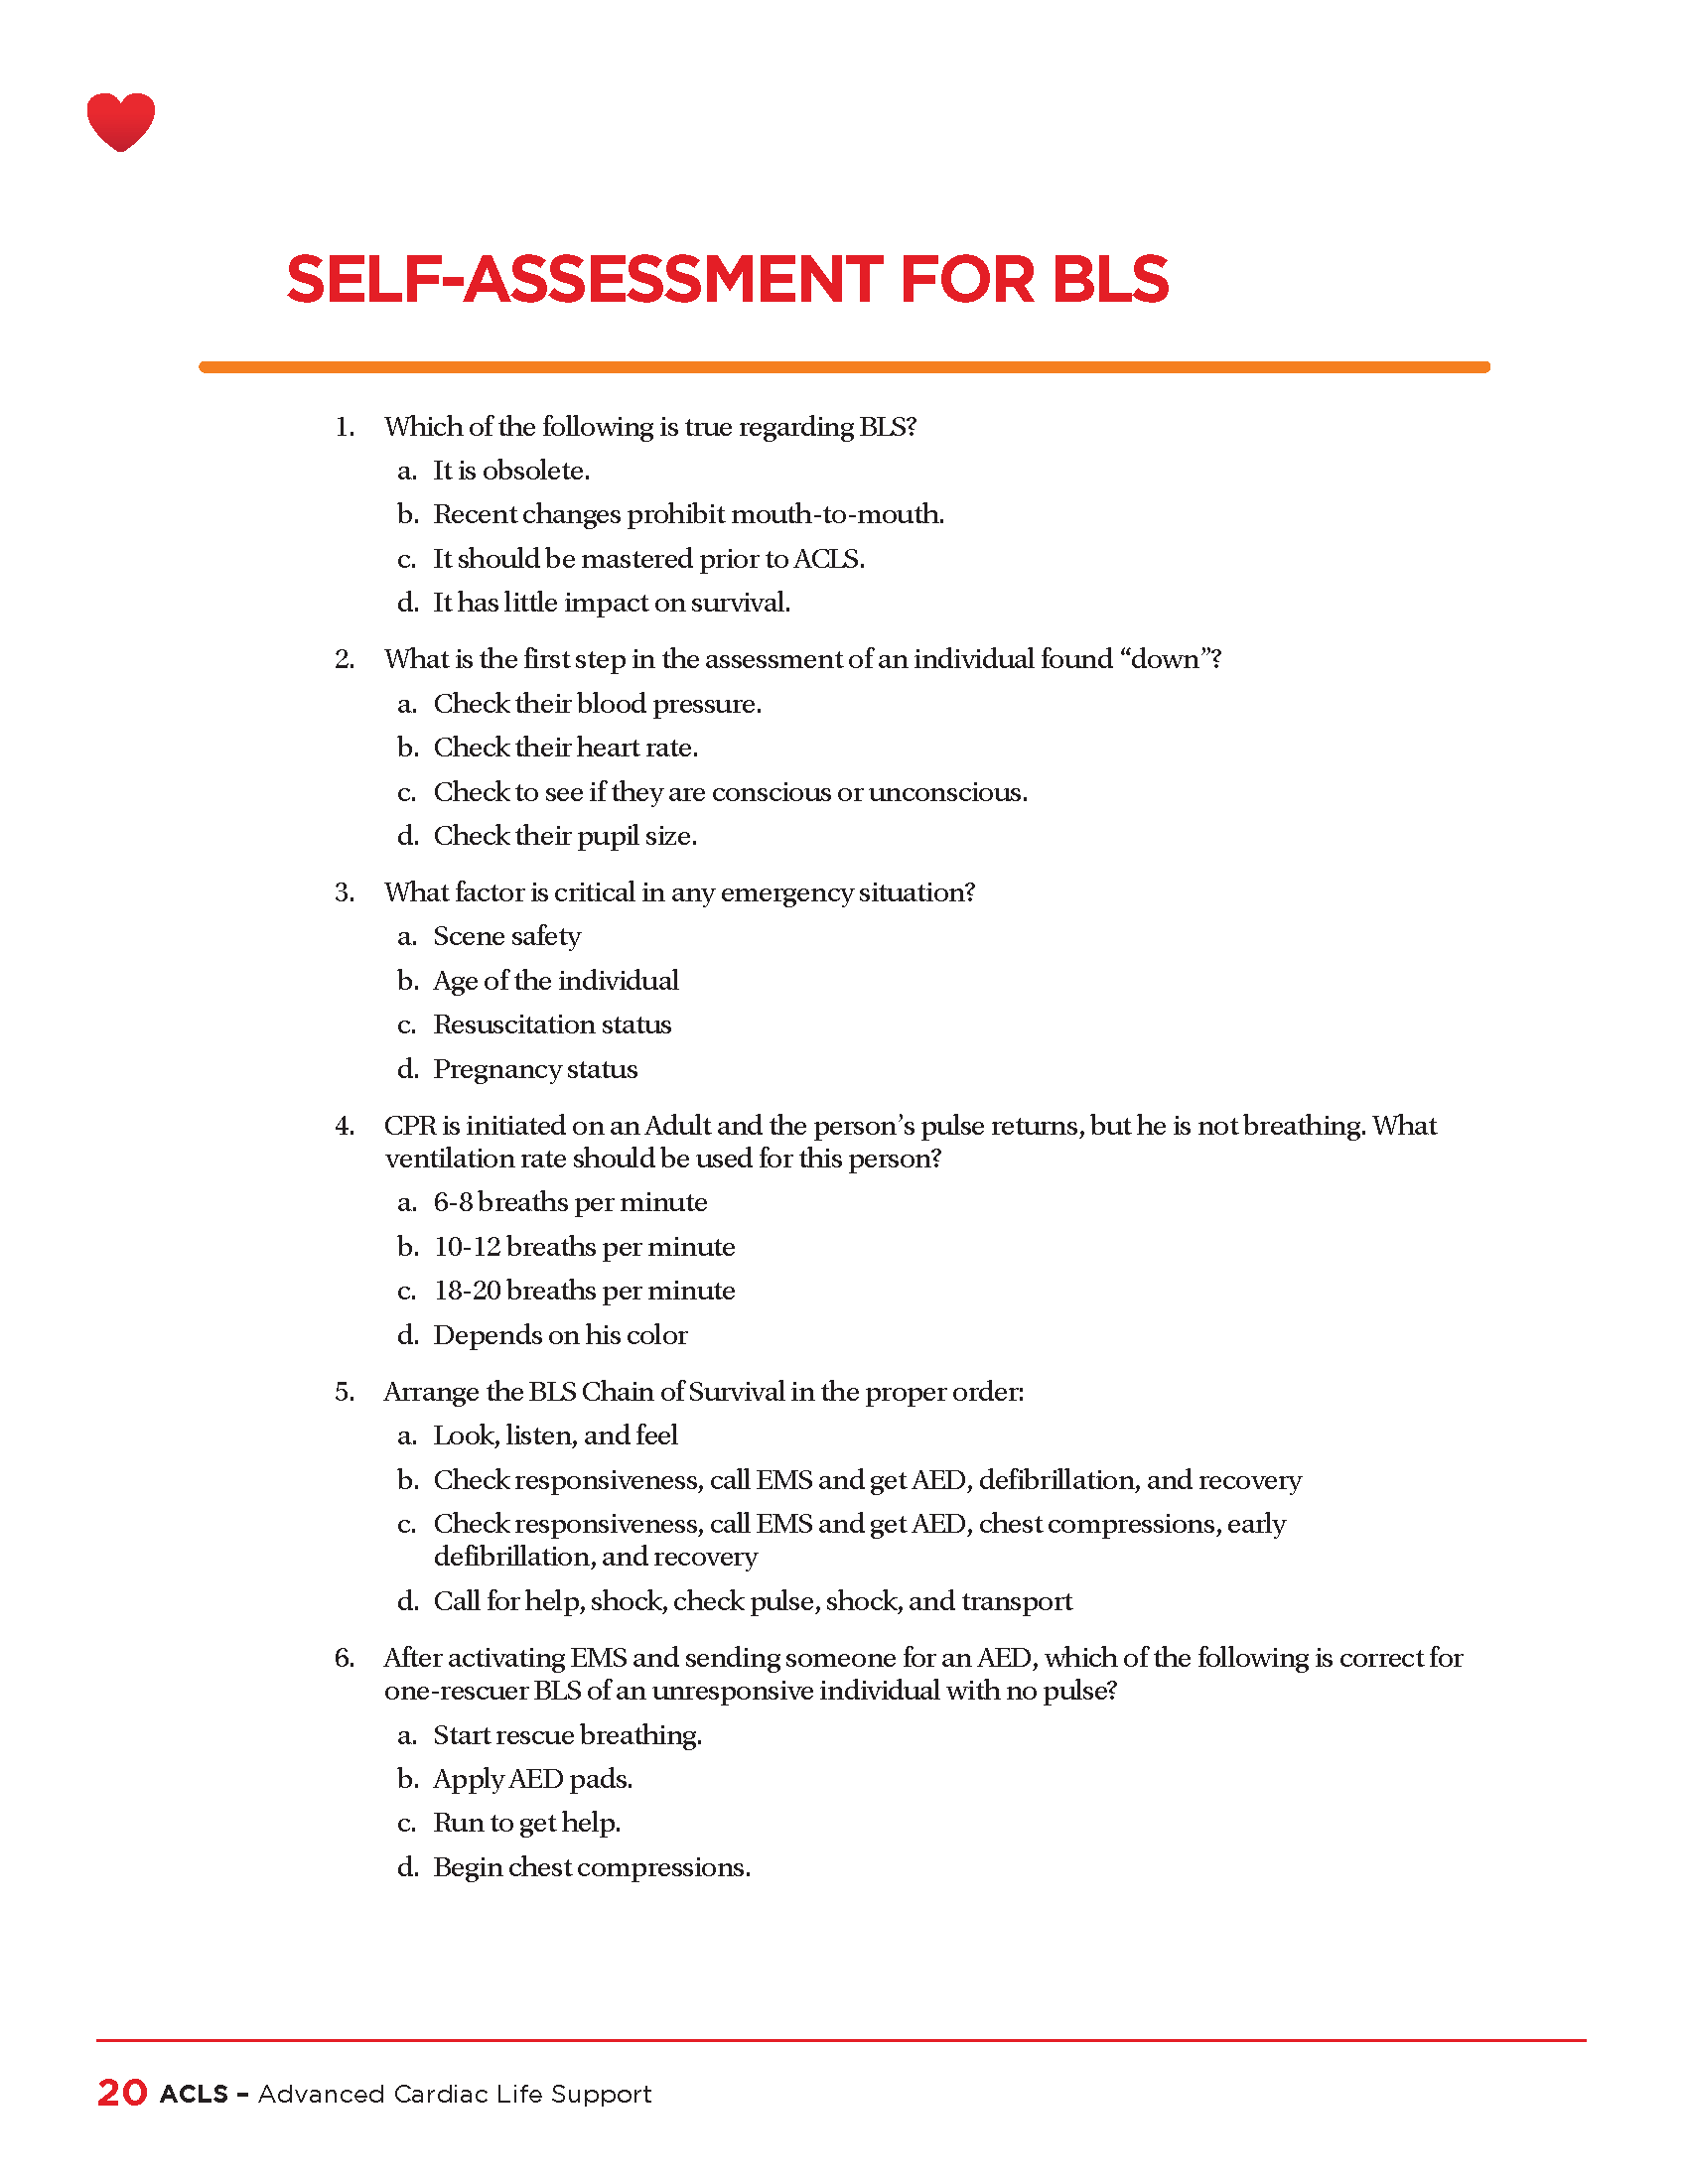 SELF-ASSESSMENT FOR BLS
1. Which of the following is true regarding BLS?
a. It is obsolete.
b. Recent changes prohibit mouth-to-mouth.
c. It should be mastered prior to ACLS.
d. It has little impact on survival.
2. What is the first step in the assessment of an individual found “down”?
a. Check their blood pressure.
b. Check their heart rate.
c. Check to see if they are conscious or unconscious.
d. Check their pupil size.
3. What factor is critical in any emergency situation?
a. Scene safety
b. Age of the individual
c. Resuscitation status
d. Pregnancy status
4. CPR is initiated on an Adult and the person’s pulse returns, but he is not breathing. What
ventilation rate should be used for this person?
a. 6-8 breaths per minute
b. 10-12 breaths per minute
c. 18-20 breaths per minute
d. Depends on his color
5. Arrange the BLS Chain of Survival in the proper order:
a. Look, listen, and feel
b. Check responsiveness, call EMS and get AED, defibrillation, and recovery
c. Check responsiveness, call EMS and get AED, chest compressions, early
defibrillation, and recovery
d. Call for help, shock, check pulse, shock, and transport
6. After activating EMS and sending someone for an AED, which of the following is correct for
one-rescuer BLS of an unresponsive individual with no pulse?
a. Start rescue breathing.
b. Apply AED pads.
c. Run to get help.
d. Begin chest compressions.
20 ACLS – Advanced Cardiac Life Support